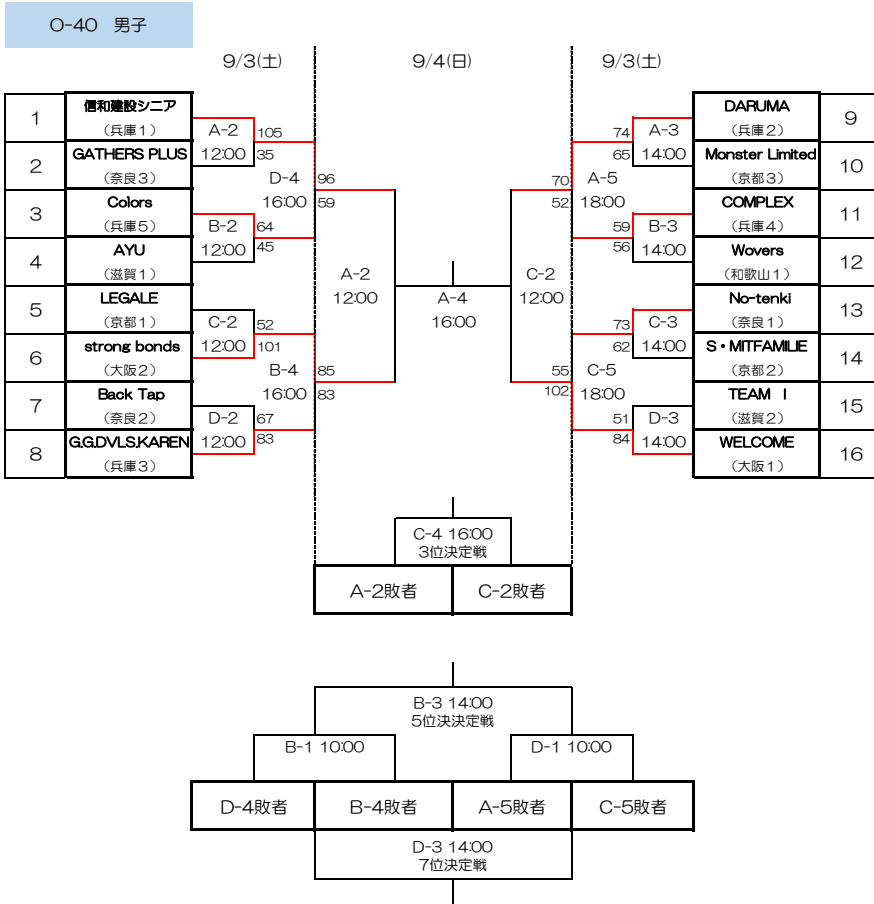 O-40 男子
9/3(土)
9/4(日)
9/3(土)
1
信和建設シニア
(兵庫1)
2
GATHERS PLUS
(奈良3)
3
Colors
(兵庫5)
4
AYU
(滋賀1)
5
LEGALE
(京都1)
6
strong bonds
(大阪2)
7
Back Tap
(奈良2)
8
G.G.DVLS.KAREN
(兵庫3)
A-2
12:00
105
35
B-2
12:00
64
45
C-2
12:00
52
101
D-2
12:00
67
83
D-4
16:00
96
59
B-4
16:00
85
83
A-2
12:00
A-4
16:00
C-2
12:00
70
52
A-5
18:00
55
102
C-5
18:00
74
65
A-3
14:00
59
56
B-3
14:00
73
62
C-3
14:00
51
84
D-3
14:00
DARUMA
(兵庫2)
9
Monster Limited
(京都3)
10
COMPLEX
(兵庫4)
11
Wovers
(和歌山1)
12
No-tenki
(奈良1)
13
S・MITFAMILIE
(京都2)
14
TEAM I
(滋賀2)
15
WELCOME
(大阪1)
16
C-4 16:00
3位決定戦
A-2敗者
C-2敗者
B-3 14:00
5位決決定戦
B-1 10:00
D-1 10:00
D-4敗者
B-4敗者
A-5敗者
C-5敗者
D-3 14:00
7位決定戦